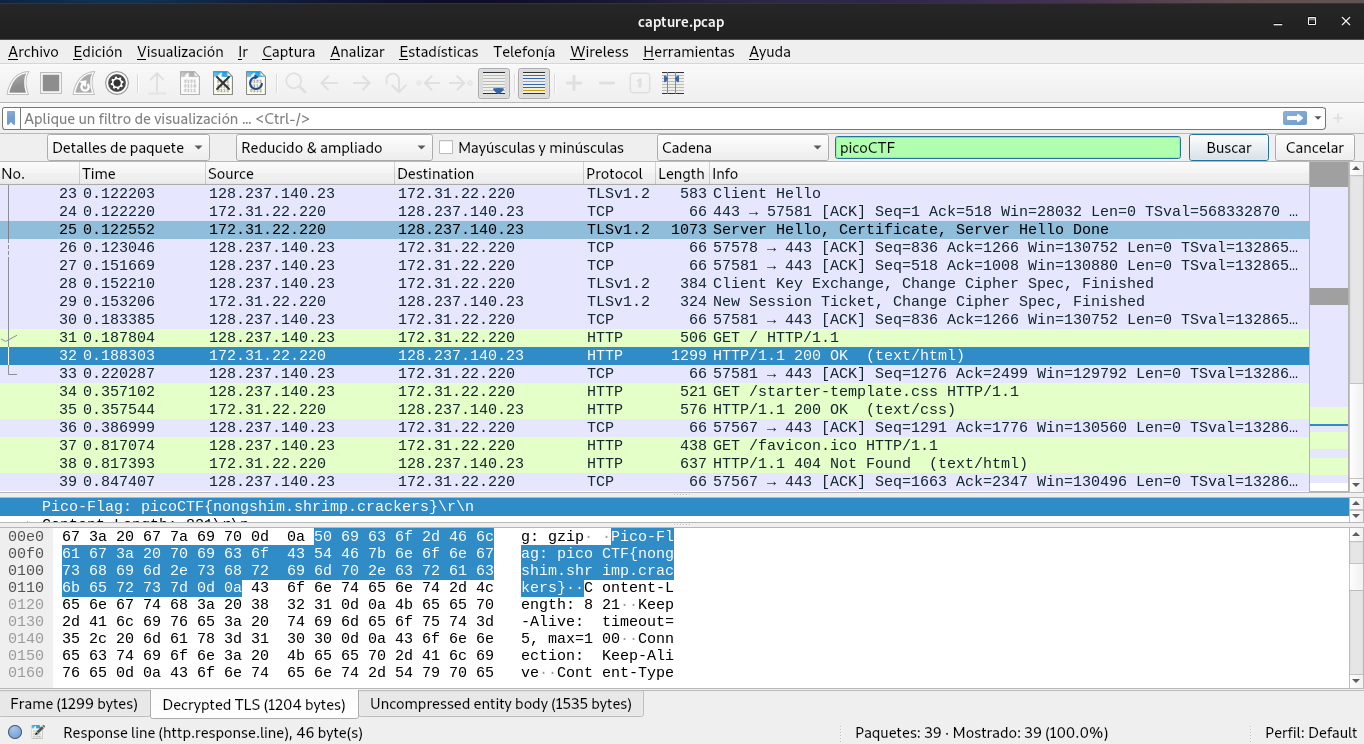 capture.pcap
Archivo Edición Visualización Ir Captura Analizar Estadísticas Telefonía Wireless Herramientas Ayuda
Aplique un filtro de visualización ... <Ctrl-/>
Detalles de paquete Reducido & ampliado Mayúsculas y minúsculas Cadena picoCTF Buscar Cancelar
No. Time Source Destination Protocol Length Info
23 0.122203 128.237.140.23 172.31.22.220 TLSv1.2 583 Client Hello
24 0.122220 172.31.22.220 128.237.140.23 TCP 66 443 → 57581 [ACK] Seq=1 Ack=518 Win=28032 Len=0 TSval=568332870 …
25 0.122552 172.31.22.220 128.237.140.23 TLSv1.2 1073 Server Hello, Certificate, Server Hello Done
26 0.123046 128.237.140.23 172.31.22.220 TCP 66 57578 → 443 [ACK] Seq=836 Ack=1266 Win=130752 Len=0 TSval=132865…
27 0.151669 128.237.140.23 172.31.22.220 TCP 66 57581 → 443 [ACK] Seq=518 Ack=1008 Win=130880 Len=0 TSval=132865…
28 0.152210 128.237.140.23 172.31.22.220 TLSv1.2 384 Client Key Exchange, Change Cipher Spec, Finished
29 0.153206 172.31.22.220 128.237.140.23 TLSv1.2 324 New Session Ticket, Change Cipher Spec, Finished
30 0.183385 128.237.140.23 172.31.22.220 TCP 66 57581 → 443 [ACK] Seq=836 Ack=1266 Win=130752 Len=0 TSval=132865…
31 0.187804 128.237.140.23 172.31.22.220 HTTP 506 GET / HTTP/1.1
32 0.188303 172.31.22.220 128.237.140.23 HTTP 1299 HTTP/1.1 200 OK  (text/html)
33 0.220287 128.237.140.23 172.31.22.220 TCP 66 57581 → 443 [ACK] Seq=1276 Ack=2499 Win=129792 Len=0 TSval=13286…
34 0.357102 128.237.140.23 172.31.22.220 HTTP 521 GET /starter-template.css HTTP/1.1
35 0.357544 172.31.22.220 128.237.140.23 HTTP 576 HTTP/1.1 200 OK  (text/css)
36 0.386999 128.237.140.23 172.31.22.220 TCP 66 57567 → 443 [ACK] Seq=1291 Ack=1776 Win=130560 Len=0 TSval=13286…
37 0.817074 128.237.140.23 172.31.22.220 HTTP 438 GET /favicon.ico HTTP/1.1
38 0.817393 172.31.22.220 128.237.140.23 HTTP 637 HTTP/1.1 404 Not Found  (text/html)
39 0.847407 128.237.140.23 172.31.22.220 TCP 66 57567 → 443 [ACK] Seq=1663 Ack=2347 Win=130496 Len=0 TSval=13286…
Pico-Flag: picoCTF{nongshim.shrimp.crackers}\r\n
Content-Length: 821\r\n
00e0 67 3a 20 67 7a 69 70 0d 0a 50 69 63 6f 2d 46 6c g: gzip· ·Pico-Fl
00f0 61 67 3a 20 70 69 63 6f 43 54 46 7b 6e 6f 6e 67 ag: pico CTF{nong
0100 73 68 69 6d 2e 73 68 72 69 6d 70 2e 63 72 61 63 shim.shr imp.crac
0110 6b 65 72 73 7d 0d 0a 43 6f 6e 74 65 6e 74 2d 4c kers}··C ontent-L
0120 65 6e 67 74 68 3a 20 38 32 31 0d 0a 4b 65 65 70 ength: 8 21··Keep
0130 2d 41 6c 69 76 65 3a 20 74 69 6d 65 6f 75 74 3d -Alive:  timeout=
0140 35 2c 20 6d 61 78 3d 31 30 30 0d 0a 43 6f 6e 6e 5, max=1 00··Conn
0150 65 63 74 69 6f 6e 3a 20 4b 65 65 70 2d 41 6c 69 ection:  Keep-Ali
0160 76 65 0d 0a 43 6f 6e 74 65 6e 74 2d 54 79 70 65 ve··Cont ent-Type
Frame (1299 bytes) Decrypted TLS (1204 bytes) Uncompressed entity body (1535 bytes)
Response line (http.response.line), 46 byte(s) Paquetes: 39 · Mostrado: 39 (100.0%) Perfil: Default